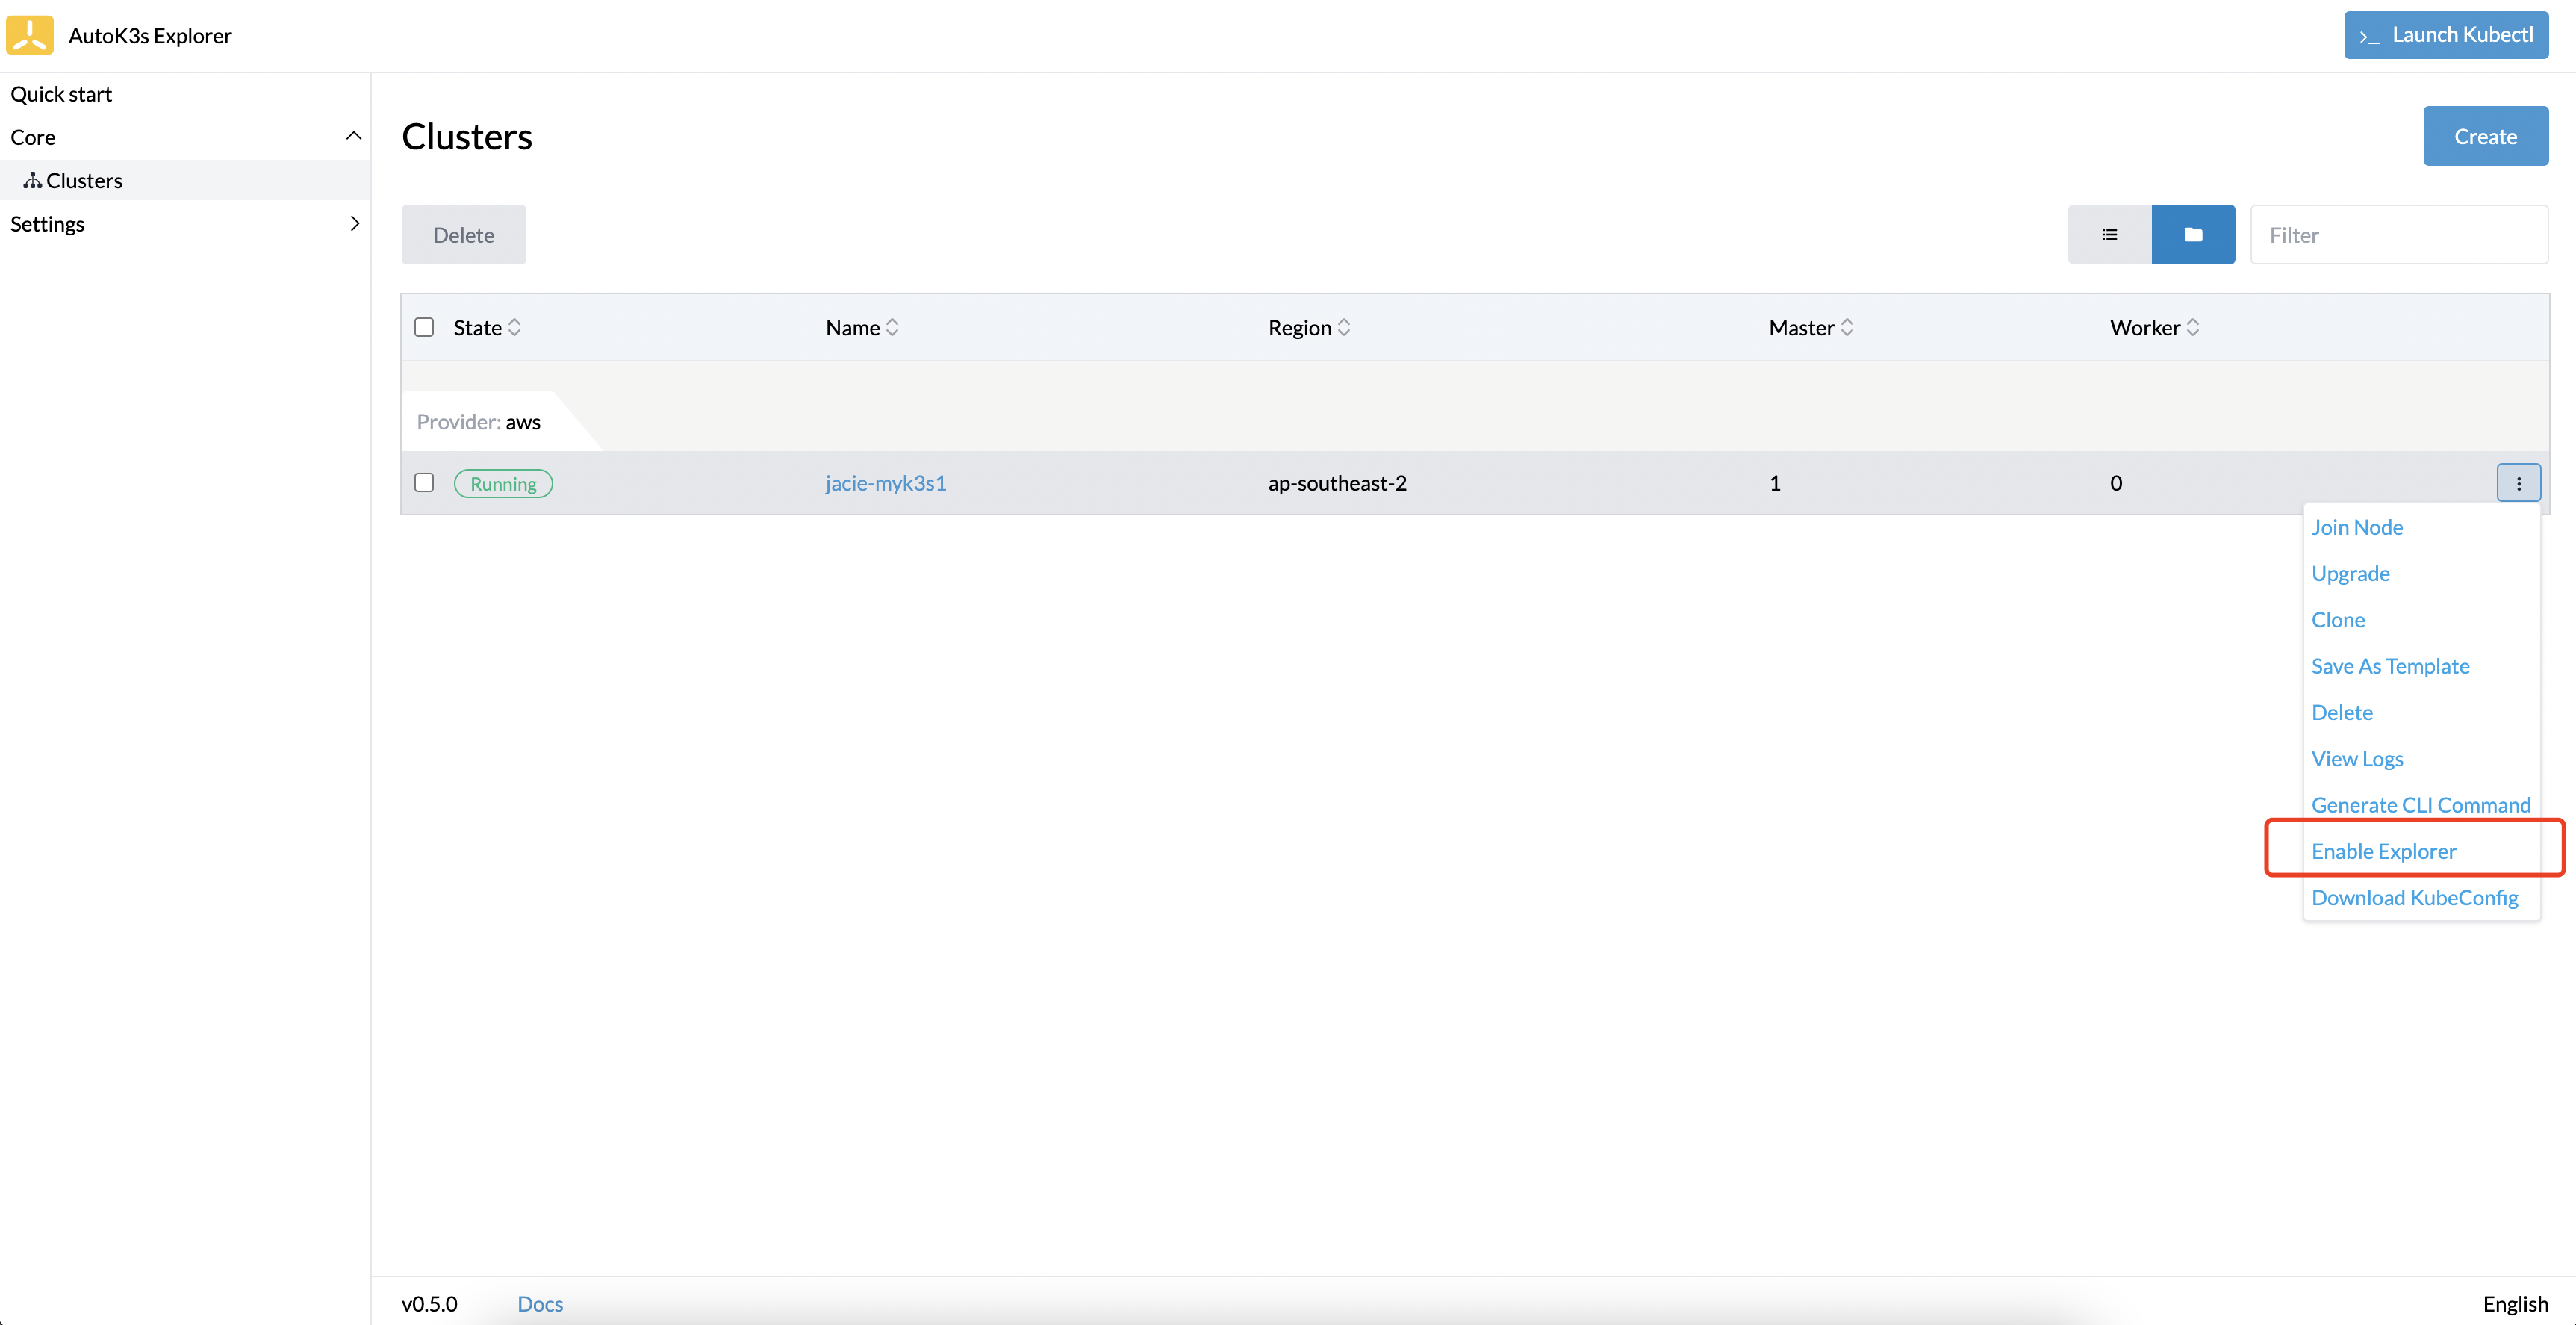 AutoK3s Explorer
>_ Launch Kubectl
Quick start
Core
Clusters
Settings
Clusters
Create
Delete
Filter
State Name Region Master Worker
Provider: aws
Running jacie-myk3s1 ap-southeast-2 1 0
Join Node
Upgrade
Clone
Save As Template
Delete
View Logs
Generate CLI Command
Enable Explorer
Download KubeConfig
v0.5.0 Docs English